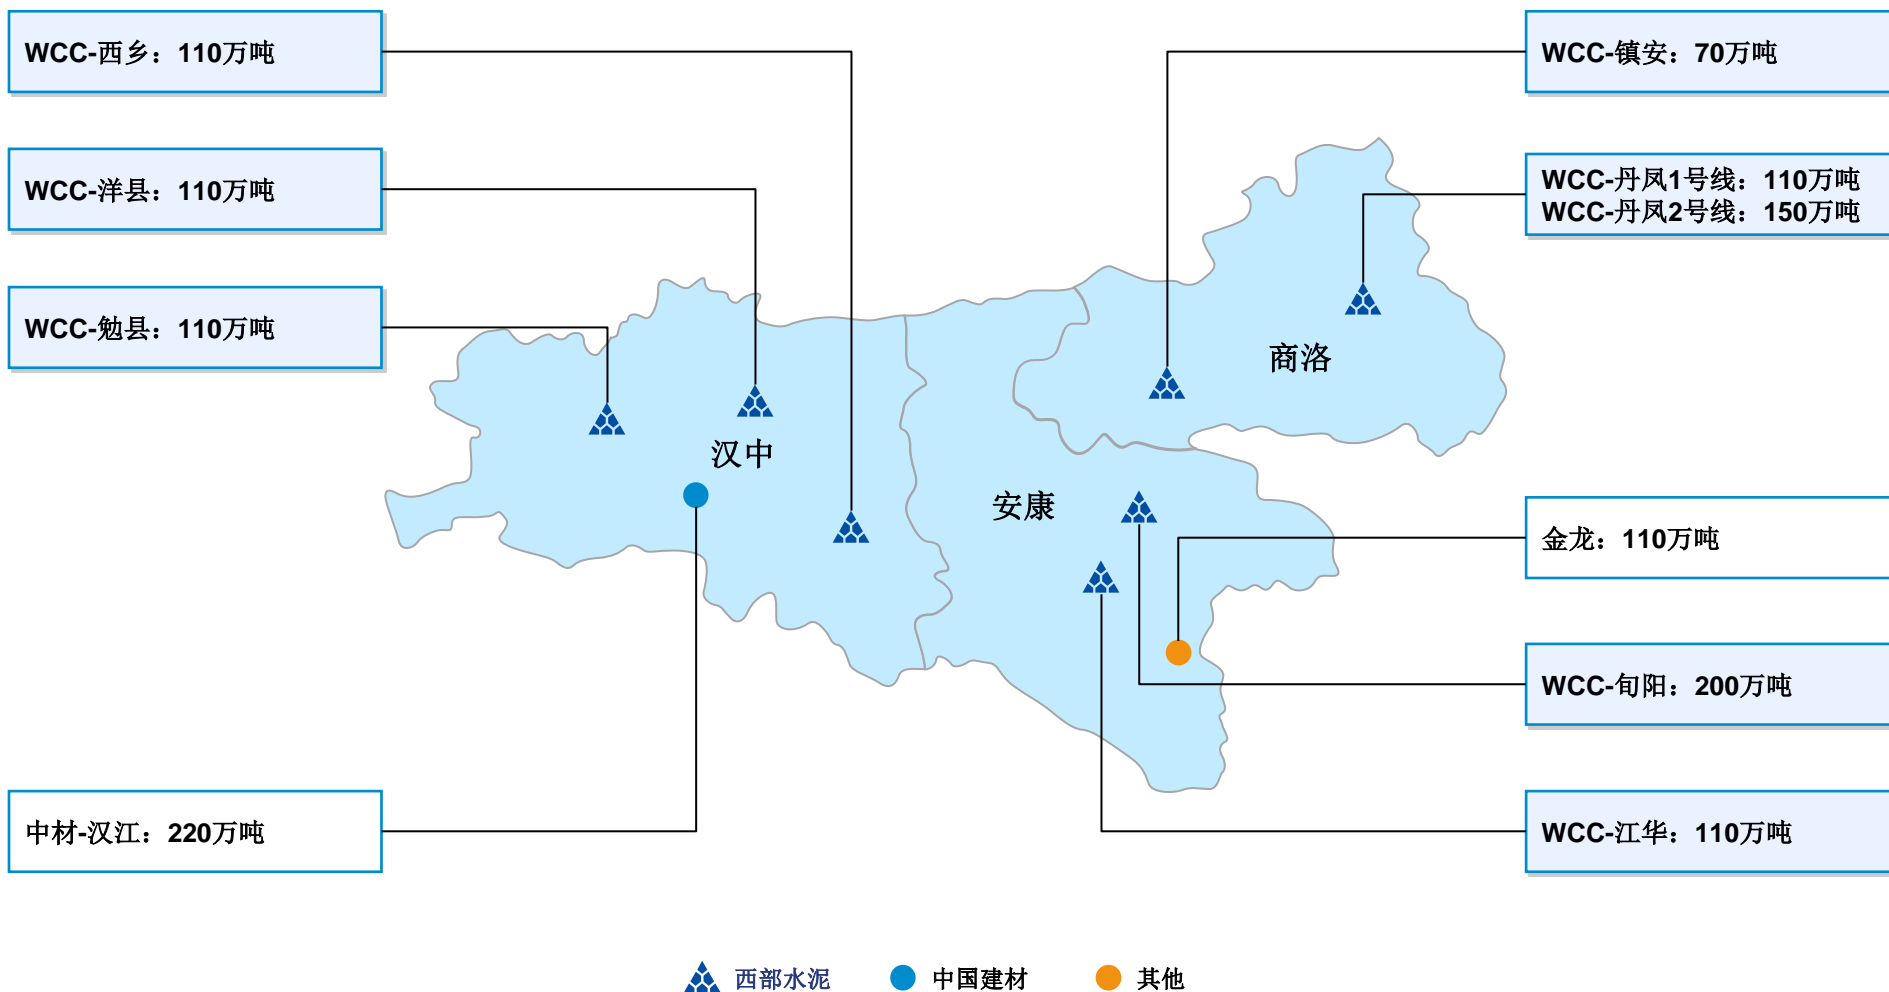 WCC-西乡：110万吨
WCC-镇安：70万吨
WCC-洋县：110万吨
WCC-丹凤1号线：110万吨
WCC-丹凤2号线：150万吨
WCC-勉县：110万吨
商洛
汉中
安康
金龙：110万吨
WCC-旬阳：200万吨
中材-汉江：220万吨
WCC-江华：110万吨
西部水泥
中国建材
其他